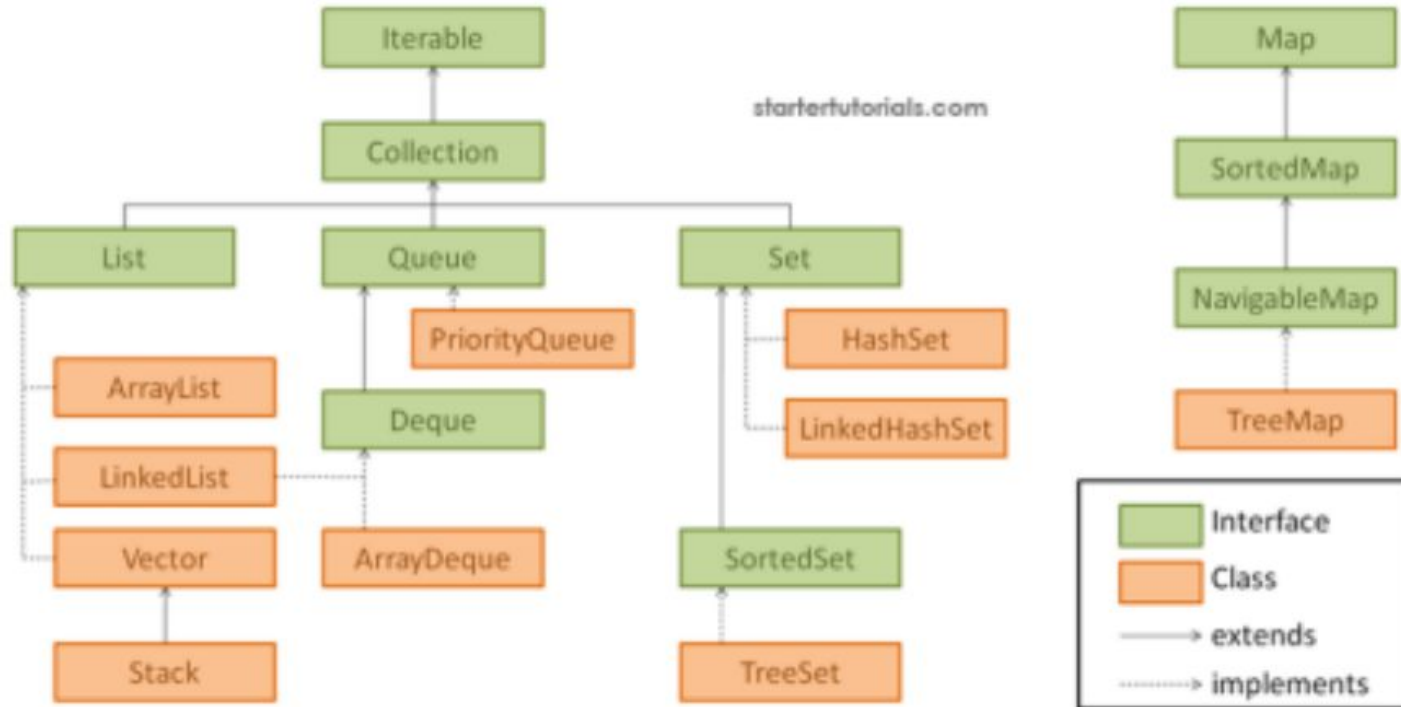 Iterable
Map
startertutorials.com
Collection
SortedMap
List
Queue
Set
NavigableMap
PriorityQueue
HashSet
ArrayList
Deque
LinkedHashSet
TreeMap
LinkedList
Vector
ArrayDeque
SortedSet
Stack
TreeSet
Interface
Class
extends
implements